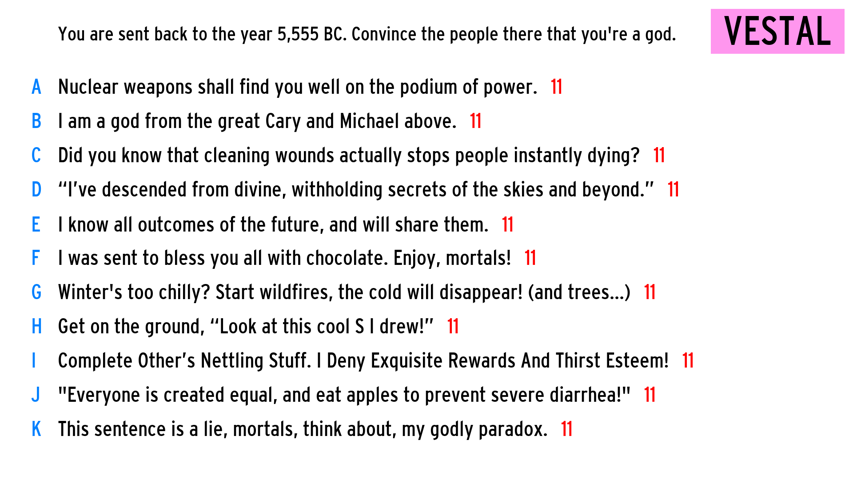 You are sent back to the year 5,555 BC. Convince the people there that you're a god. VESTAL
A Nuclear weapons shall find you well on the podium of power. 11
B I am a god from the great Cary and Michael above. 11
C Did you know that cleaning wounds actually stops people instantly dying? 11
D “I’ve descended from divine, withholding secrets of the skies and beyond.” 11
E I know all outcomes of the future, and will share them. 11
F I was sent to bless you all with chocolate. Enjoy, mortals! 11
G Winter's too chilly? Start wildfires, the cold will disappear! (and trees...) 11
H Get on the ground, “Look at this cool S I drew!” 11
I Complete Other’s Nettling Stuff. I Deny Exquisite Rewards And Thirst Esteem! 11
J "Everyone is created equal, and eat apples to prevent severe diarrhea!" 11
K This sentence is a lie, mortals, think about, my godly paradox. 11